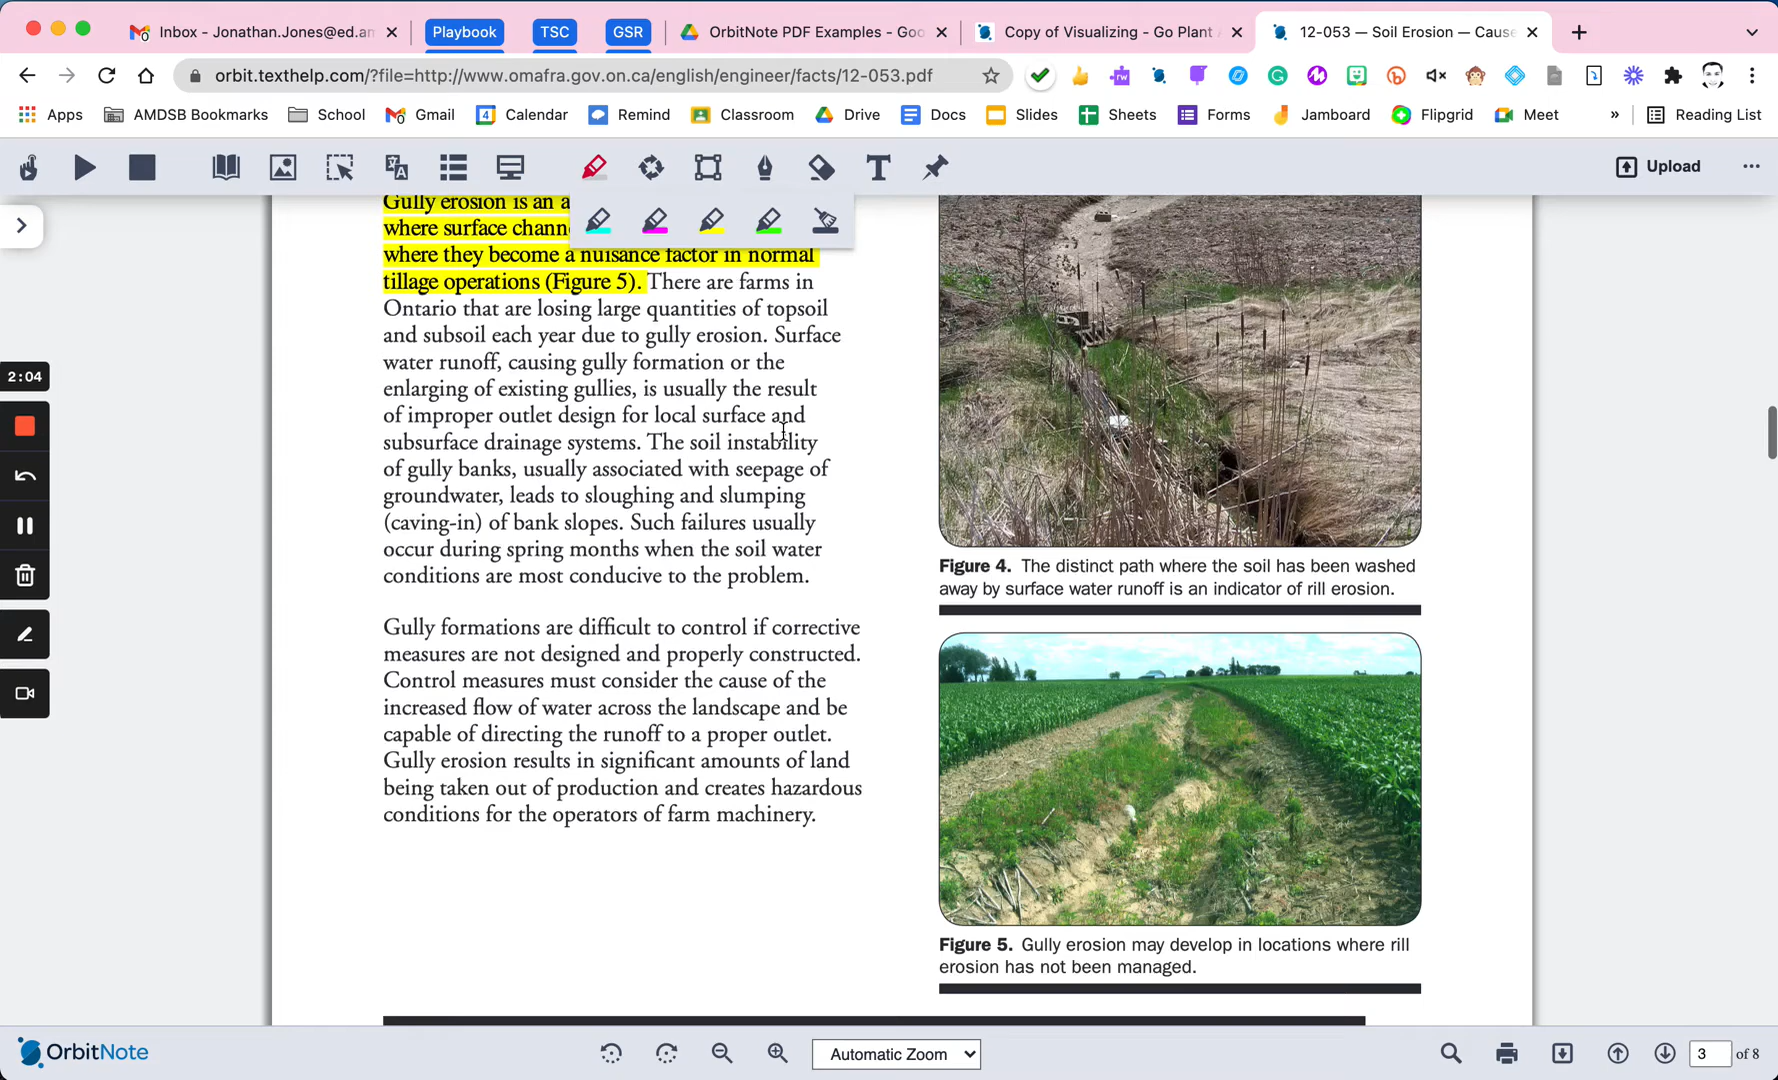 Inbox - Jonathan.Jones@ed.am
Playbook
TSC
GSR
OrbitNote PDF Examples - Goo
Copy of Visualizing - Go Plant A
12-053 — Soil Erosion — Cause
orbit.texthelp.com/?file=http://www.omafra.gov.on.ca/english/engineer/facts/12-053.pdf
Apps
AMDSB Bookmarks
School
Gmail
Calendar
Remind
Classroom
Drive
Docs
Slides
Sheets
Forms
Jamboard
Flipgrid
Meet
»
Reading List
Upload
Gully erosion is an a
where surface chann
where they become a nuisance factor in normal
tillage operations (Figure 5). There are farms in
Ontario that are losing large quantities of topsoil
and subsoil each year due to gully erosion. Surface
water runoff, causing gully formation or the
enlarging of existing gullies, is usually the result
of improper outlet design for local surface and
subsurface drainage systems. The soil instability
of gully banks, usually associated with seepage of
groundwater, leads to sloughing and slumping
(caving-in) of bank slopes. Such failures usually
occur during spring months when the soil water
conditions are most conducive to the problem.
Gully formations are difficult to control if corrective
measures are not designed and properly constructed.
Control measures must consider the cause of the
increased flow of water across the landscape and be
capable of directing the runoff to a proper outlet.
Gully erosion results in significant amounts of land
being taken out of production and creates hazardous
conditions for the operators of farm machinery.
Figure 4. The distinct path where the soil has been washed
away by surface water runoff is an indicator of rill erosion.
Figure 5. Gully erosion may develop in locations where rill
erosion has not been managed.
2:04
OrbitNote
Automatic Zoom
3 of 8